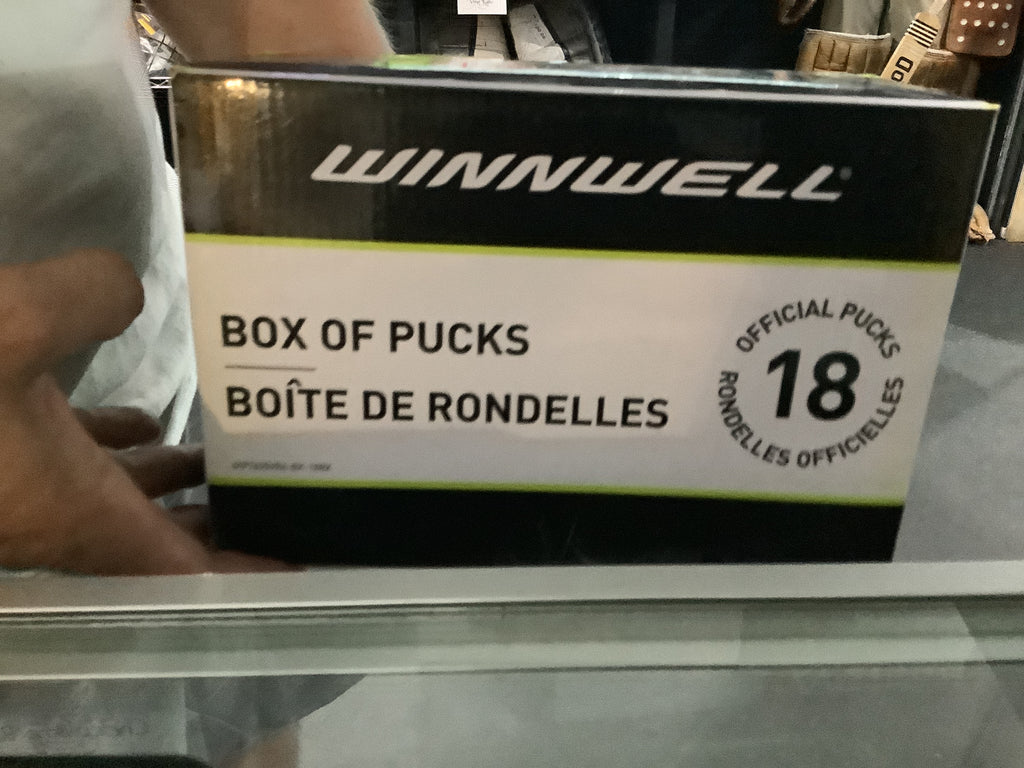 WINNWELL
BOX OF PUCKS
BOÎTE DE RONDELLES
OFFICIAL PUCKS
18
RONDELLES OFFICIELLES